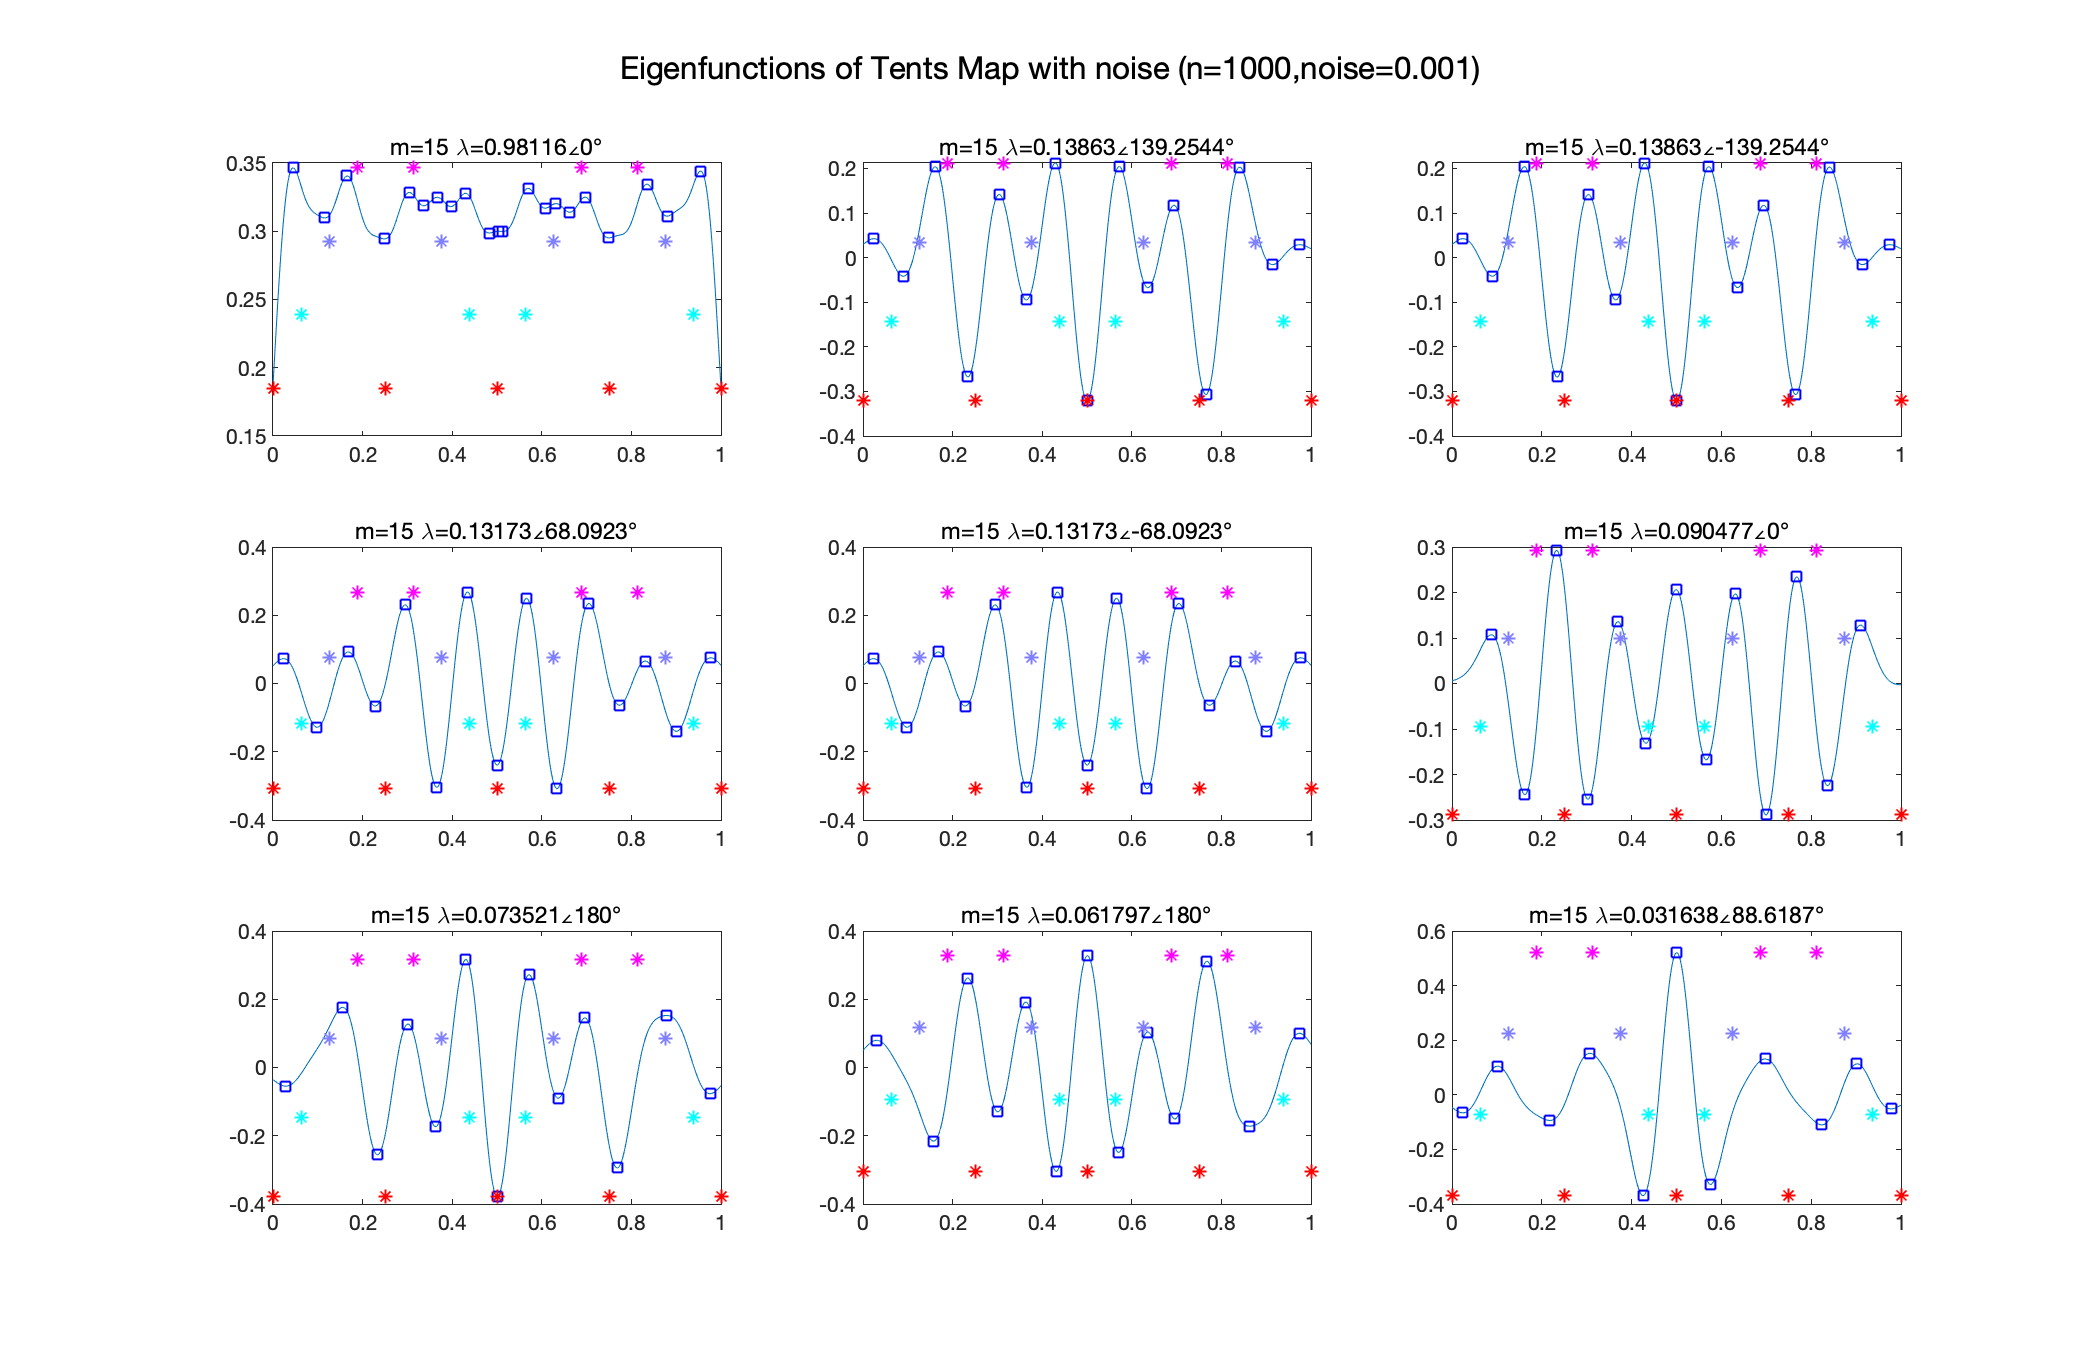 Eigenfunctions of Tents Map with noise (n=1000,noise=0.001)
m=15 λ=0.98116∠0°
0.35
0.3
0.25
0.2
0.15
0 0.2 0.4 0.6 0.8 1
m=15 λ=0.13863∠139.2544°
0.2
0.1
0
-0.1
-0.2
-0.3
-0.4
0 0.2 0.4 0.6 0.8 1
m=15 λ=0.13863∠-139.2544°
0.2
0.1
0
-0.1
-0.2
-0.3
-0.4
0 0.2 0.4 0.6 0.8 1
m=15 λ=0.13173∠68.0923°
0.4
0.2
0
-0.2
-0.4
0 0.2 0.4 0.6 0.8 1
m=15 λ=0.13173∠-68.0923°
0.4
0.2
0
-0.2
-0.4
0 0.2 0.4 0.6 0.8 1
m=15 λ=0.090477∠0°
0.3
0.2
0.1
0
-0.1
-0.2
-0.3
0 0.2 0.4 0.6 0.8 1
m=15 λ=0.073521∠180°
0.4
0.2
0
-0.2
-0.4
0 0.2 0.4 0.6 0.8 1
m=15 λ=0.061797∠180°
0.4
0.2
0
-0.2
-0.4
0 0.2 0.4 0.6 0.8 1
m=15 λ=0.031638∠88.6187°
0.6
0.4
0.2
0
-0.2
-0.4
0 0.2 0.4 0.6 0.8 1